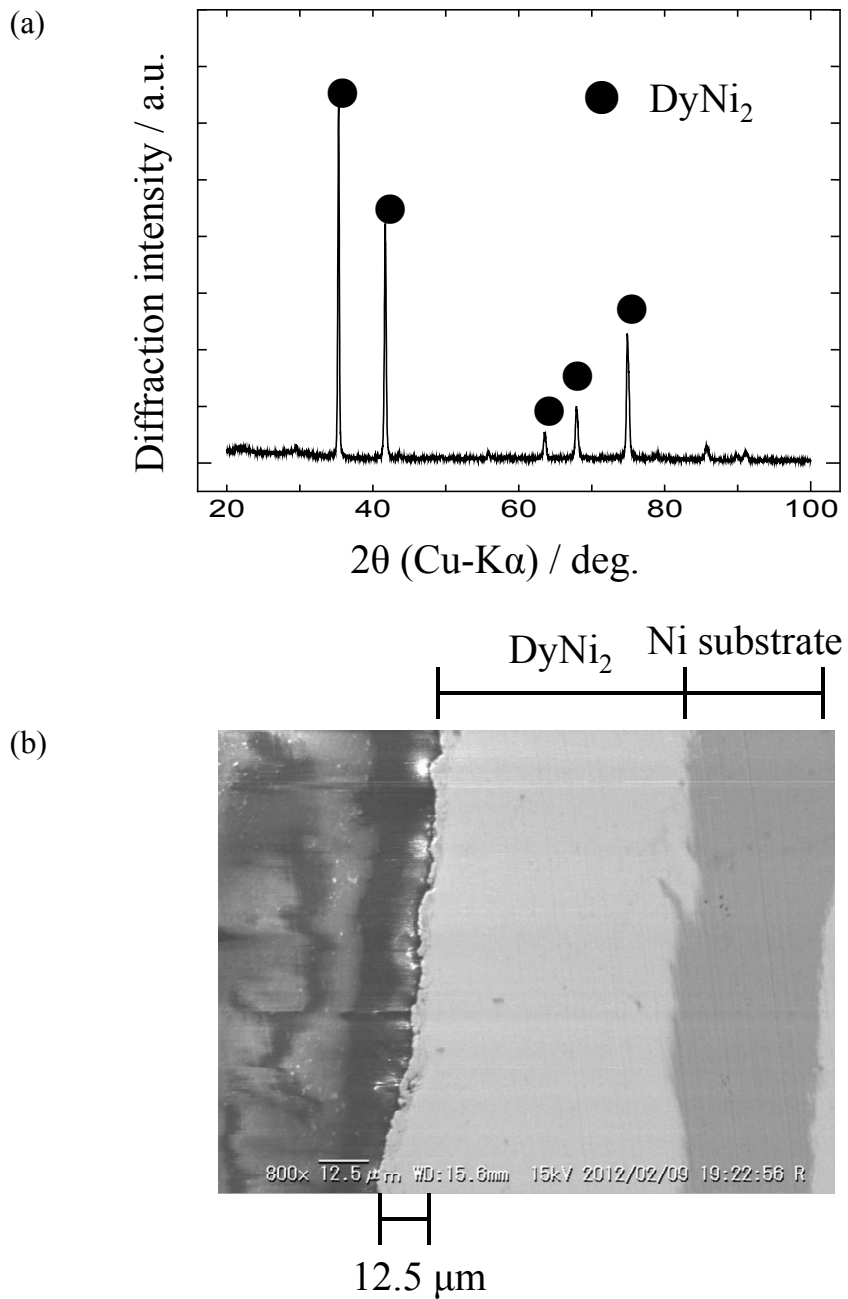 (a)
Diffraction intensity / a.u.
DyNi₂
20 40 60 80 100
2θ (Cu-Kα) / deg.
DyNi₂ Ni substrate
(b)
800x 12.5μm WD:15.6mm 15kV 2012/02/09 19:22:56 R
12.5 μm